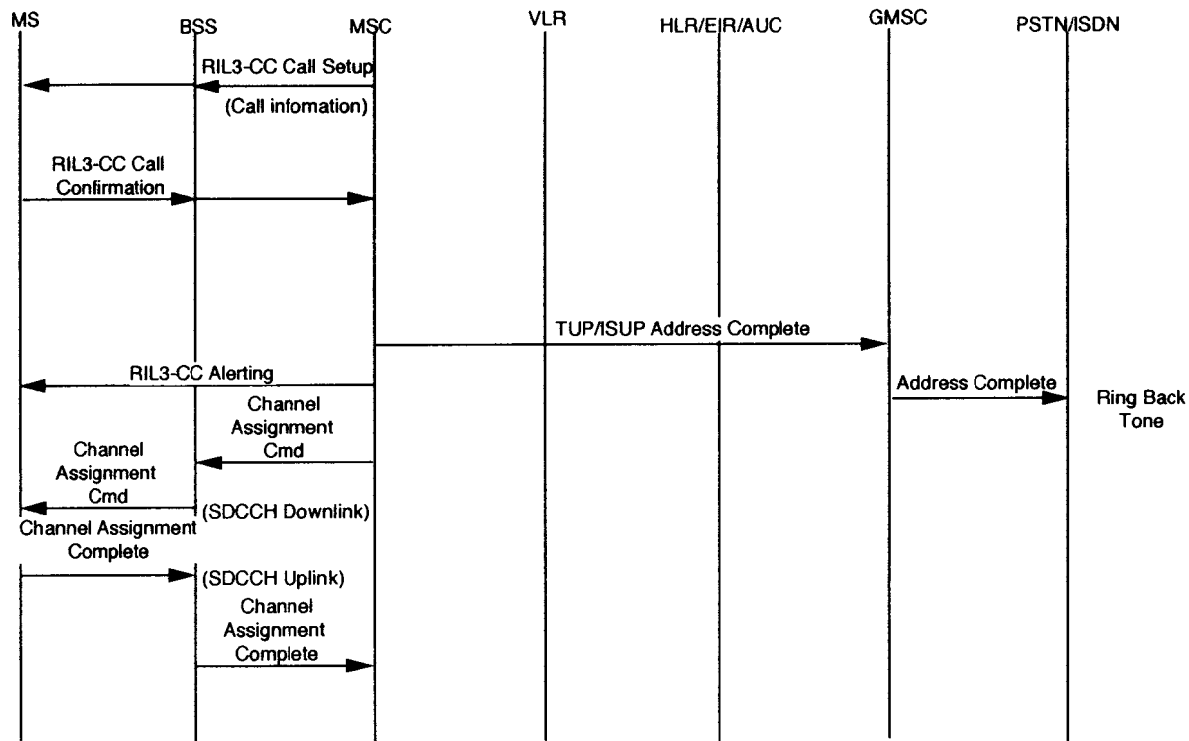 MS
BSS
MSC
VLR
HLR/EIR/AUC
GMSC
PSTN/ISDN
RIL3-CC Call Setup
(Call infomation)
RIL3-CC Call
Confirmation
TUP/ISUP Address Complete
RIL3-CC Alerting
Address Complete
Ring Back
Tone
Channel
Assignment
Cmd
Channel
Assignment
Cmd
(SDCCH Downlink)
Channel Assignment
Complete
(SDCCH Uplink)
Channel
Assignment
Complete